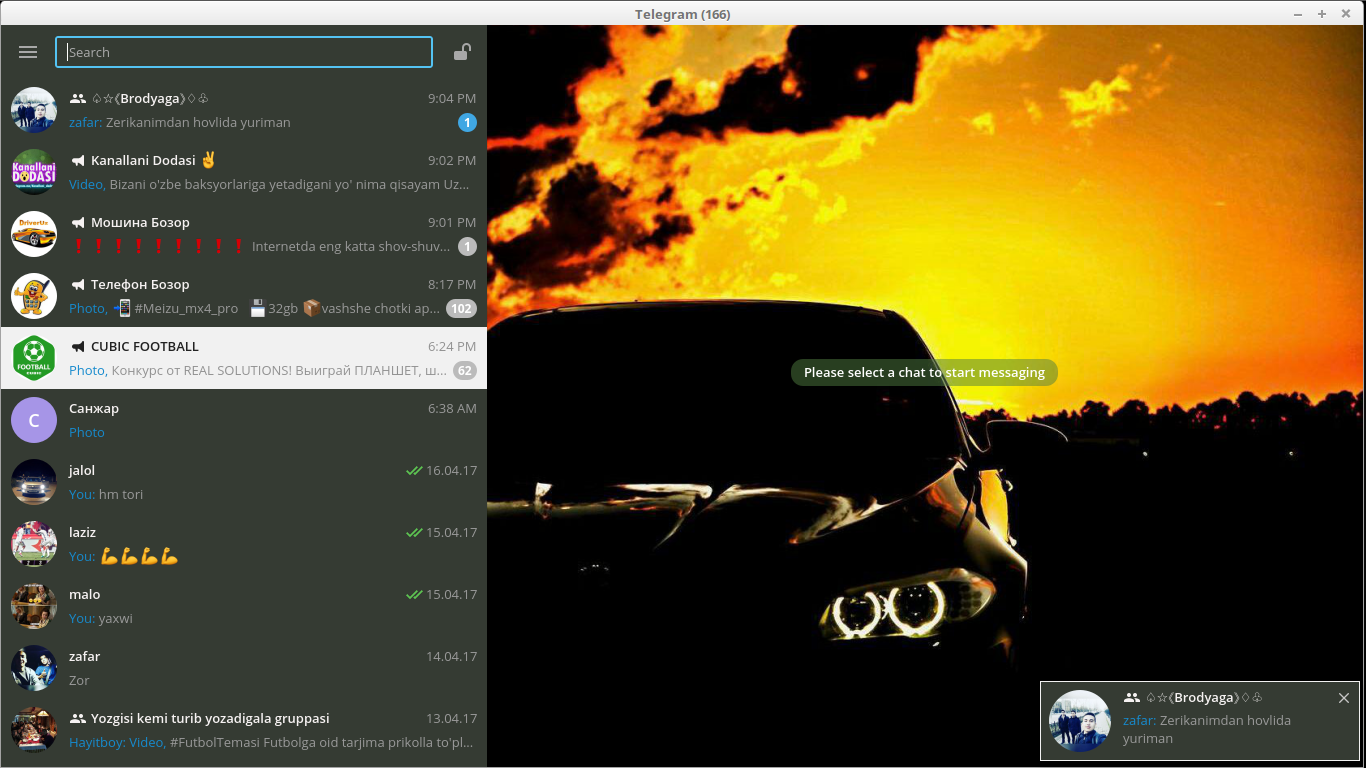 Telegram (166)
Search
♤☆《Brodyaga》♢♧ 9:04 PM
zafar: Zerikanimdan hovlida yuriman 1
Kanallani Dodasi ✌ 9:02 PM
Video, Bizani o'zbe baksyorlariga yetadigani yo' nima qisayam Uz...
Kanallani
DODASI
Мошина Бозор 9:01 PM
DriverUz
❗❗❗❗❗❗❗❗❗ Internetda eng katta shov-shuv... 1
Телефон Бозор 8:17 PM
Photo, 📲 #Meizu_mx4_pro 💾32gb 📦vashshe chotki ap... 102
CUBIC FOOTBALL 6:24 PM
FOOTBALL
CUBIC
Photo, Конкурс от REAL SOLUTIONS! Выиграй ПЛАНШЕТ, ш... 62
С
Санжар 6:38 AM
Photo
jalol 16.04.17
You: hm tori
laziz 15.04.17
You: 💪💪💪💪
malo 15.04.17
You: yaxwi
zafar 14.04.17
Zor
Yozgisi kemi turib yozadigala gruppasi 13.04.17
Hayitboy: Video, #FutbolTemasi Futbolga oid tarjima prikolla to'pl...
Please select a chat to start messaging
♤☆《Brodyaga》♢♧
zafar: Zerikanimdan hovlida
yuriman